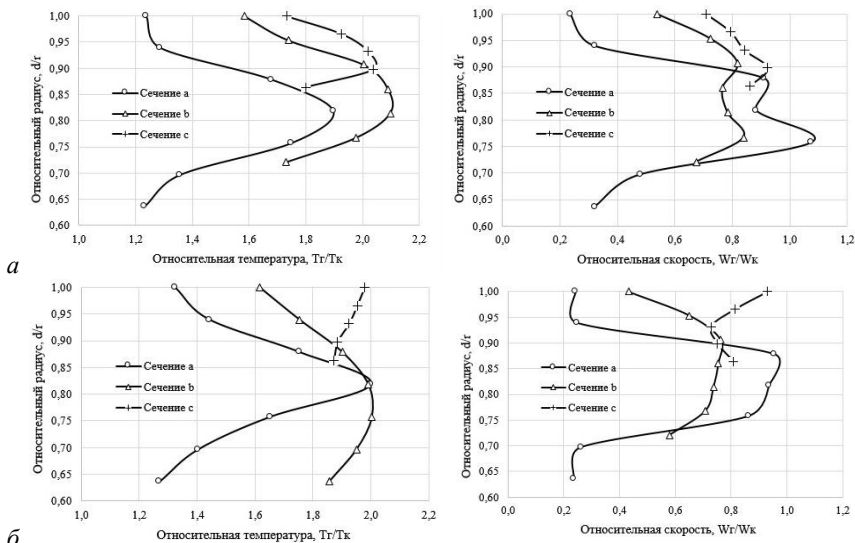 Относительный радиус, d/r
1,00
0,95
0,90
0,85
0,80
0,75
0,70
0,65
0,60
Сечение a
Сечение b
Сечение c
1,0 1,2 1,4 1,6 1,8 2,0 2,2
Относительная температура, Tг/Tк
Относительный радиус, d/r
1,00
0,95
0,90
0,85
0,80
0,75
0,70
0,65
0,60
Сечение a
Сечение b
Сечение c
0,0 0,2 0,4 0,6 0,8 1,0 1,2
Относительная скорость, Wг/Wк
а
Относительный радиус, d/r
1,00
0,95
0,90
0,85
0,80
0,75
0,70
0,65
0,60
Сечение a
Сечение b
Сечение c
1,0 1,2 1,4 1,6 1,8 2,0 2,2
Относительная температура, Tг/Tк
Относительный радиус, d/r
1,00
0,95
0,90
0,85
0,80
0,75
0,70
0,65
0,60
Сечение a
Сечение b
Сечение c
0,0 0,2 0,4 0,6 0,8 1,0 1,2
Относительная скорость, Wг/Wк
б